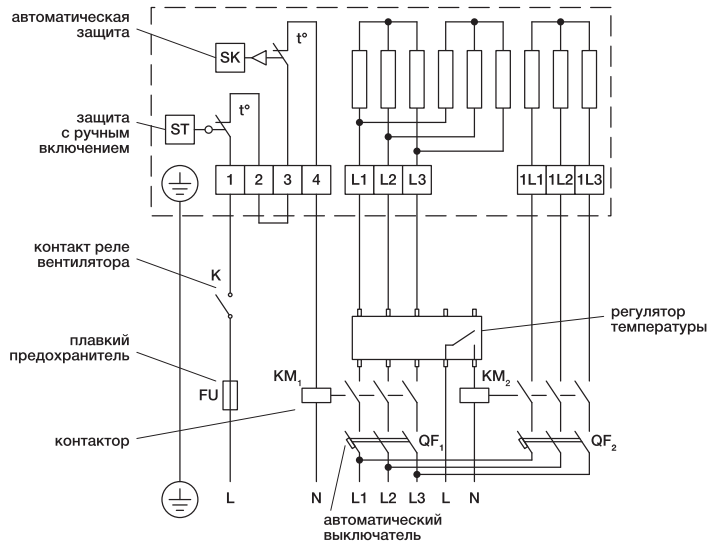 автоматическая
защита
SK
t°
защита
с ручным
включением
ST
t°
1 2 3 4 L1 L2 L3 1L1 1L2 1L3
контакт реле
вентилятора
K
регулятор
температуры
плавкий
предохранитель
FU
KM1
KM2
контактор
QF1
QF2
L N L1 L2 L3 L N
автоматический
выключатель